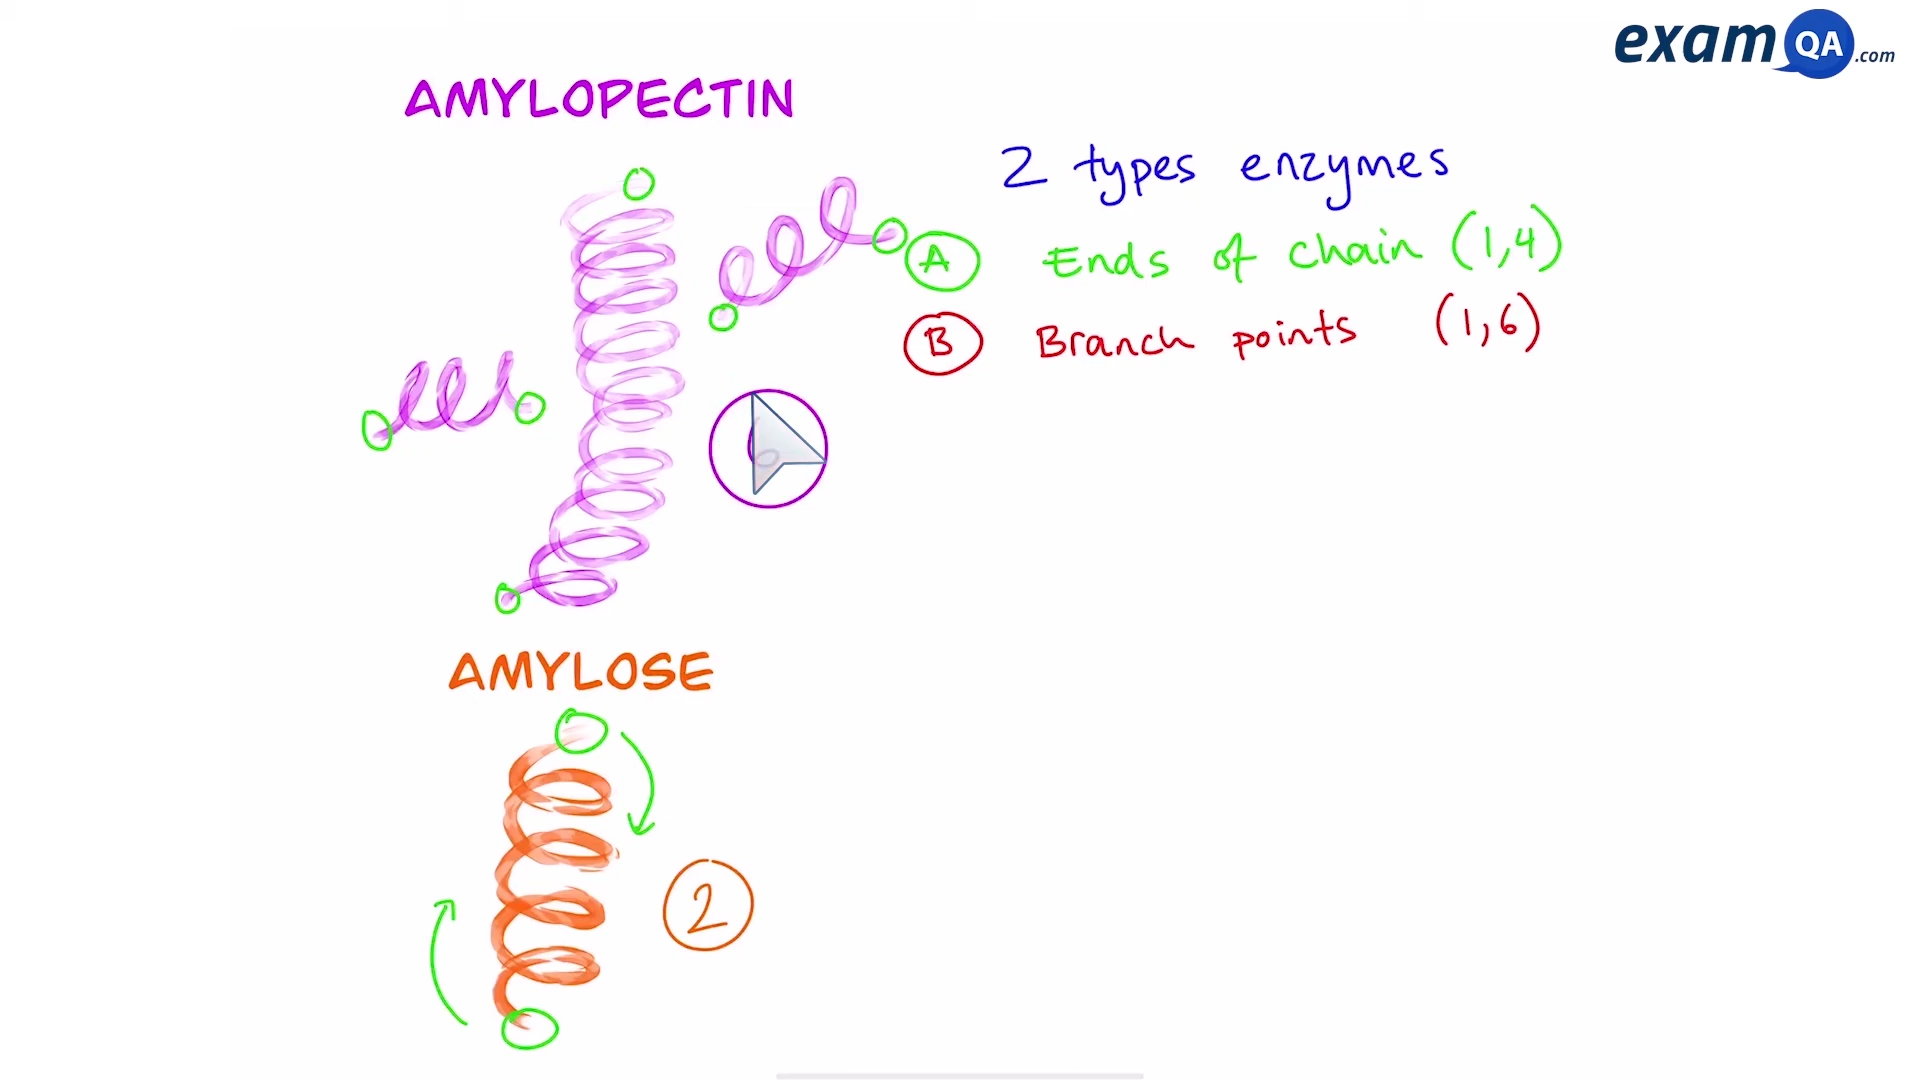 examQA.com
AMYLOPECTIN
2 types enzymes
A Ends of chain (1,4)
B Branch points (1,6)
AMYLOSE
2